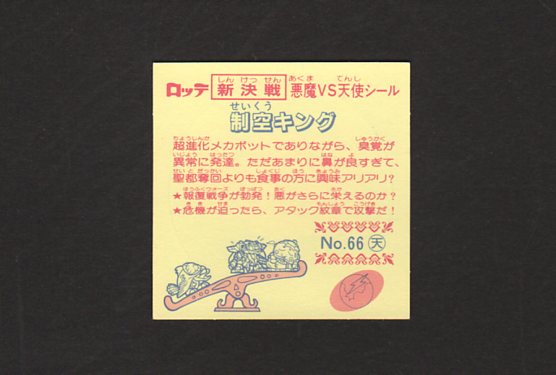 ロッテ 新決戦 悪魔VS天使シール
制空キング
超進化メカボットでありながら、臭覚が
異常に発達。ただあまりに鼻が良すぎて、
聖都奪回よりも食事の方に興味アリアリ?
★報復戦争が勃発!悪がさらに栄えるのか?
★危機が迫ったら、アタック紋章で攻撃だ!
No.66 天